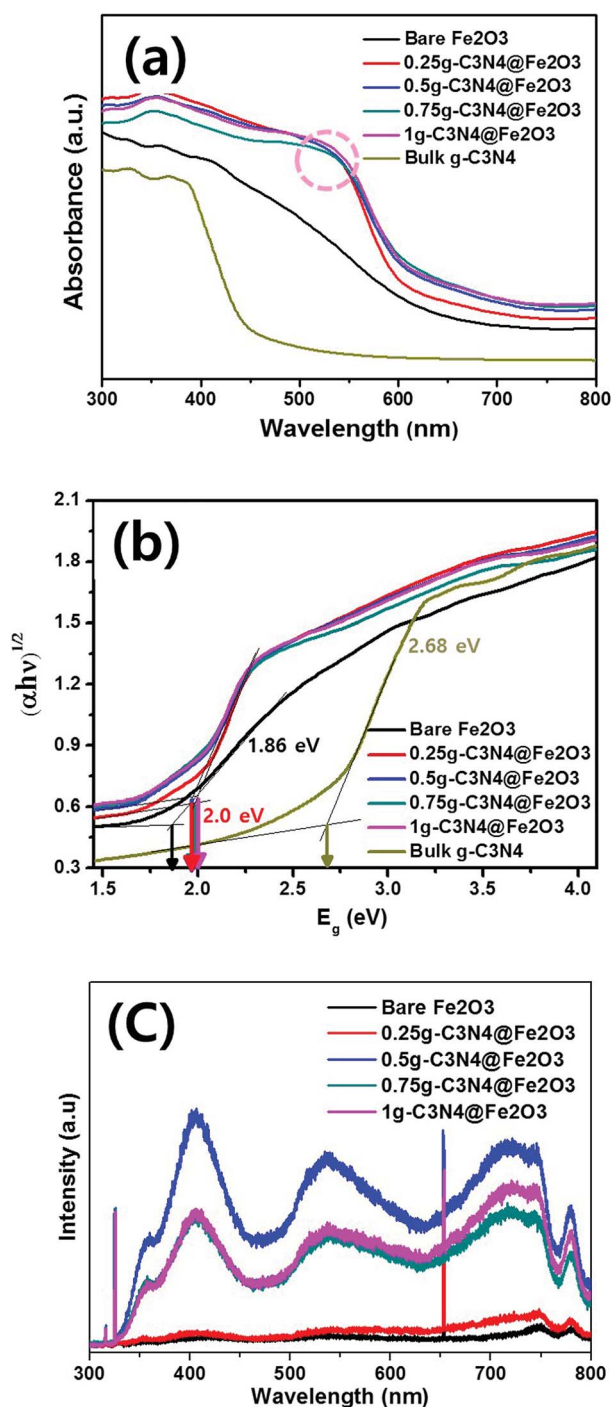 (a)
Bare Fe2O3
0.25g-C3N4@Fe2O3
0.5g-C3N4@Fe2O3
0.75g-C3N4@Fe2O3
1g-C3N4@Fe2O3
Bulk g-C3N4
Absorbance (a.u.)
300 400 500 600 700 800
Wavelength (nm)
(b)
2.1
1.8
1.5
1.2
0.9
0.6
0.3
(αhν)1/2
2.68 eV
1.86 eV
2.0 eV
Bare Fe2O3
0.25g-C3N4@Fe2O3
0.5g-C3N4@Fe2O3
0.75g-C3N4@Fe2O3
1g-C3N4@Fe2O3
Bulk g-C3N4
1.5 2.0 2.5 3.0 3.5 4.0
Eg (eV)
(C)
Bare Fe2O3
0.25g-C3N4@Fe2O3
0.5g-C3N4@Fe2O3
0.75g-C3N4@Fe2O3
1g-C3N4@Fe2O3
Intensity (a.u)
300 400 500 600 700 800
Wavelength (nm)